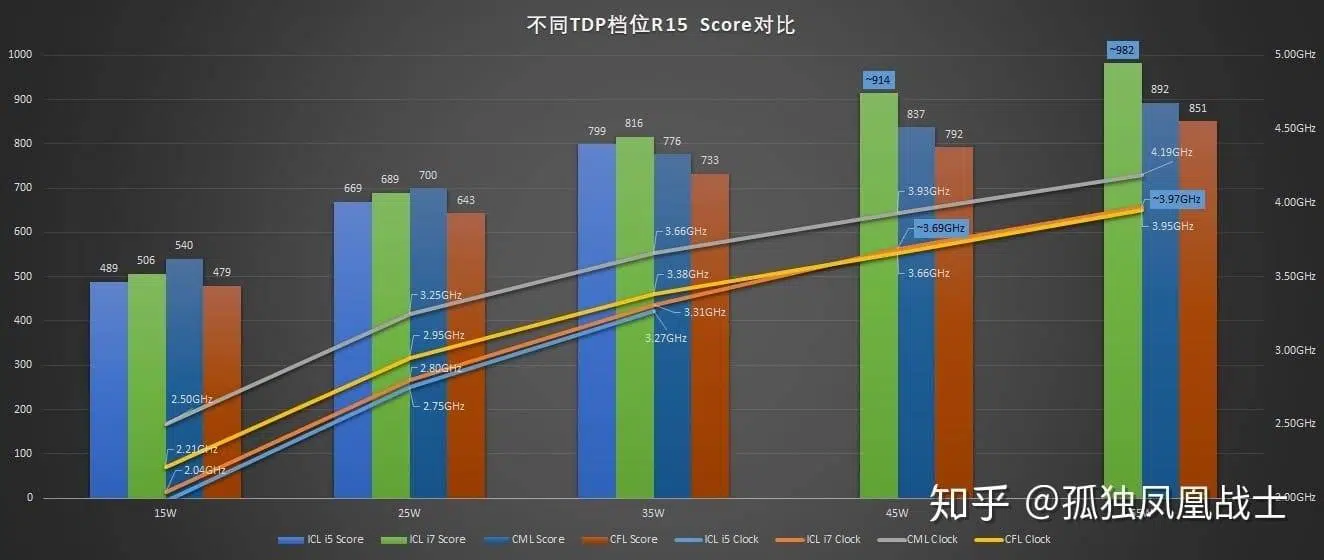 不同TDP档位R15 Score对比
1000
900
800
700
600
500
400
300
200
100
0
5.00GHz
4.50GHz
4.00GHz
3.50GHz
3.00GHz
2.50GHz
2.00GHz
489
506
540
479
669
689
700
643
799
816
776
733
~914
837
792
~982
892
851
2.50GHz
2.21GHz
2.04GHz
3.25GHz
2.95GHz
2.80GHz
2.75GHz
3.66GHz
3.38GHz
3.31GHz
3.27GHz
3.93GHz
~3.69GHz
3.66GHz
4.19GHz
~3.97GHz
3.95GHz
15W
25W
35W
45W
ICL i5 Score
ICL i7 Score
CML Score
CFL Score
ICL i5 Clock
ICL i7 Clock
CML Clock
CFL Clock
知乎 @孤独凤凰战士